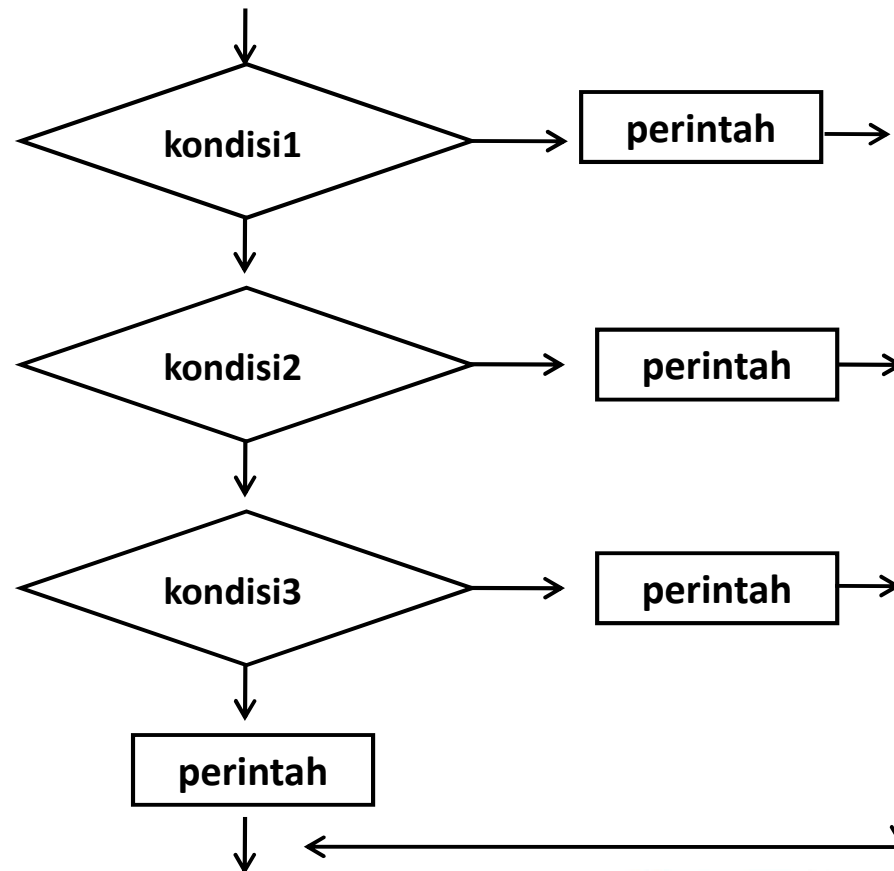 kondisi1
perintah
kondisi2
perintah
kondisi3
perintah
perintah